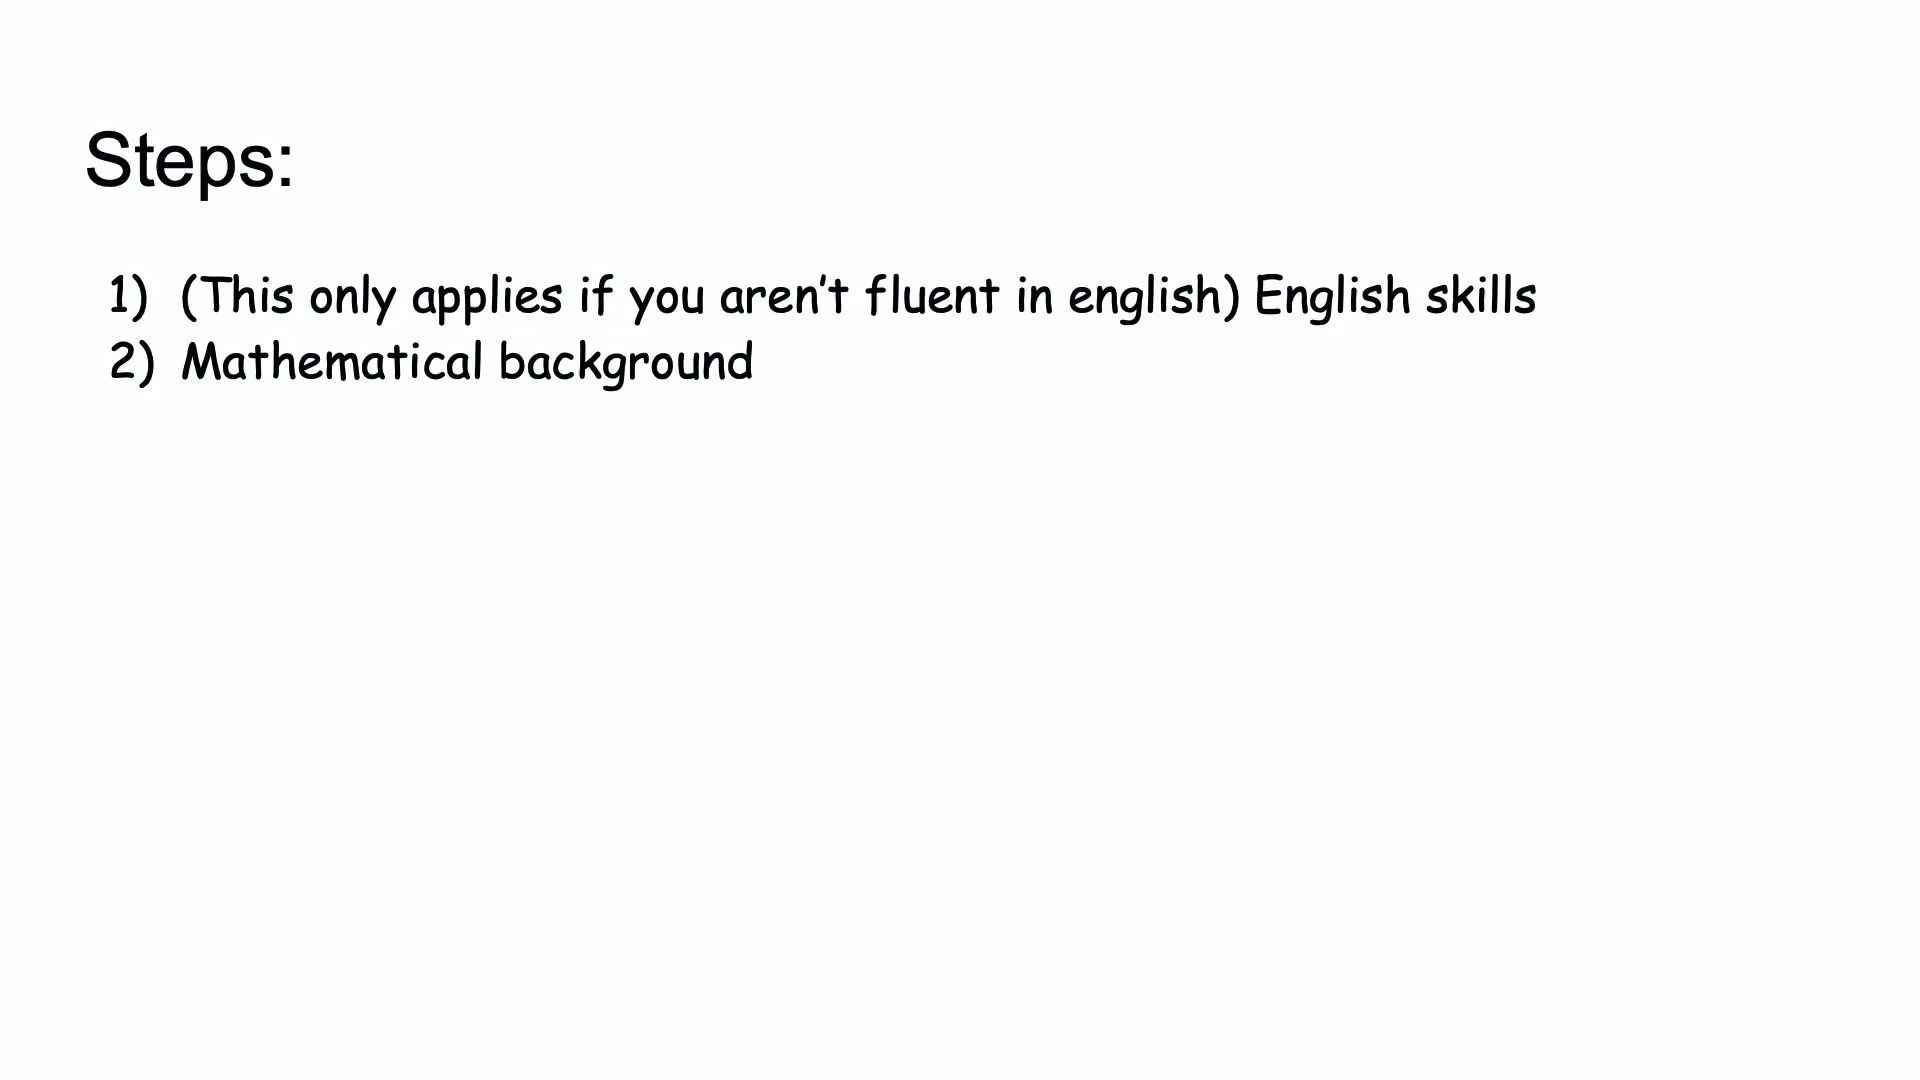 Steps:
1) (This only applies if you aren’t fluent in english) English skills
2) Mathematical background